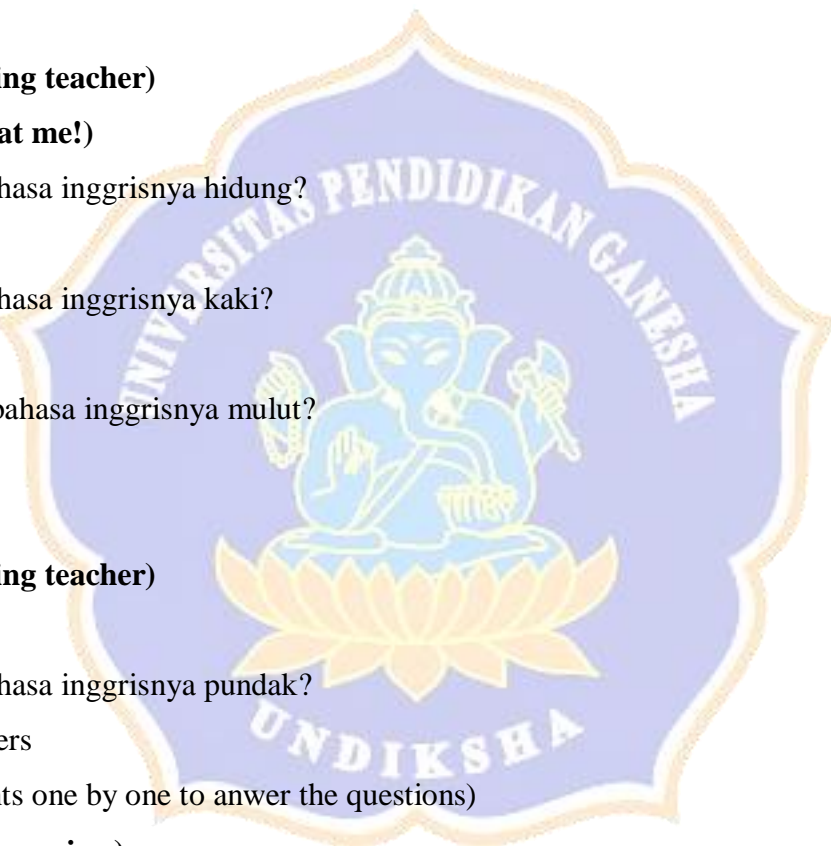 ing teacher)
at me!)
hasa inggrisnya hidung?
UNIVERSITAS PENDIDIKAN GANESHA
hasa inggrisnya kaki?
bahasa inggrisnya mulut?
ing teacher)
hasa inggrisnya pundak?
UNDIKSHA
ers
ts one by one to anwer the questions)